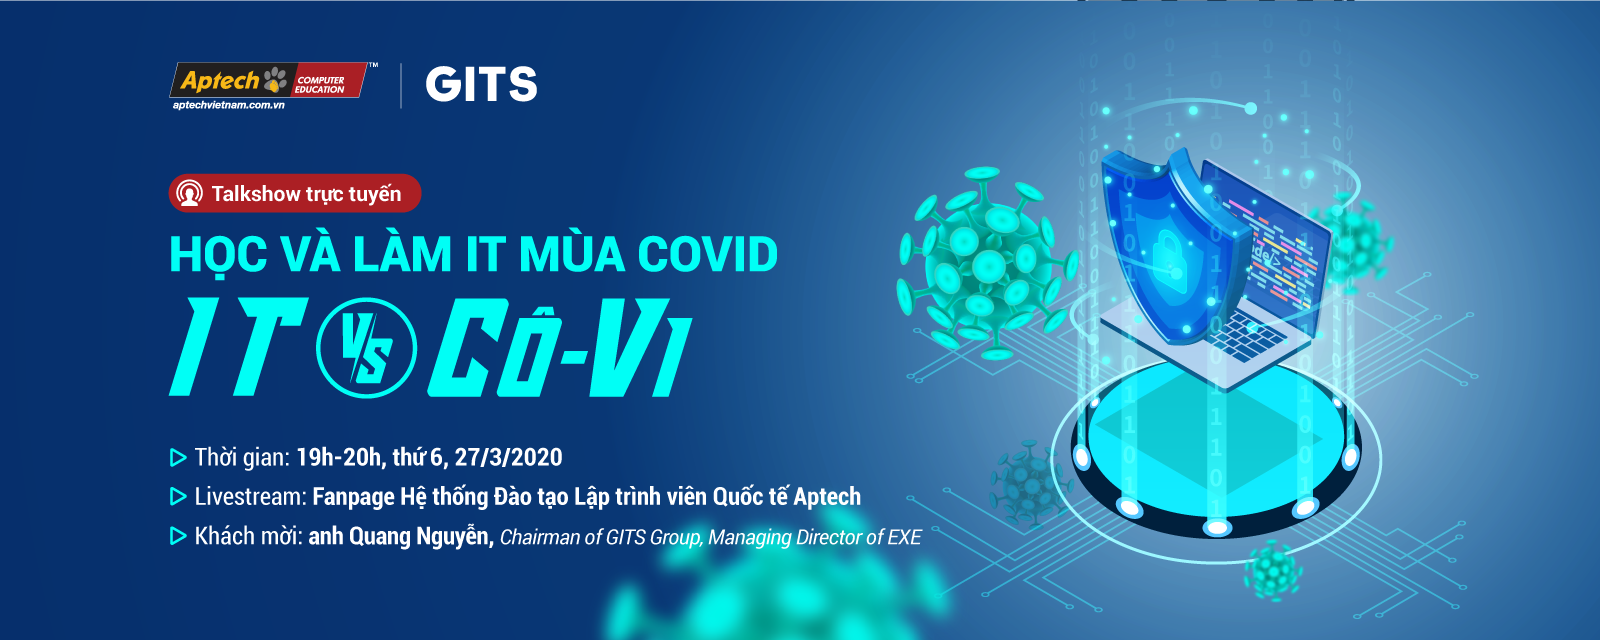 Aptech COMPUTER EDUCATION TM
aptechvietnam.com.vn
GITS
Talkshow trực tuyến
HỌC VÀ LÀM IT MÙA COVID
IT VS CÔ-VI
Thời gian: 19h-20h, thứ 6, 27/3/2020
Livestream: Fanpage Hệ thống Đào tạo Lập trình viên Quốc tế Aptech
Khách mời: anh Quang Nguyễn, Chairman of GITS Group, Managing Director of EXE